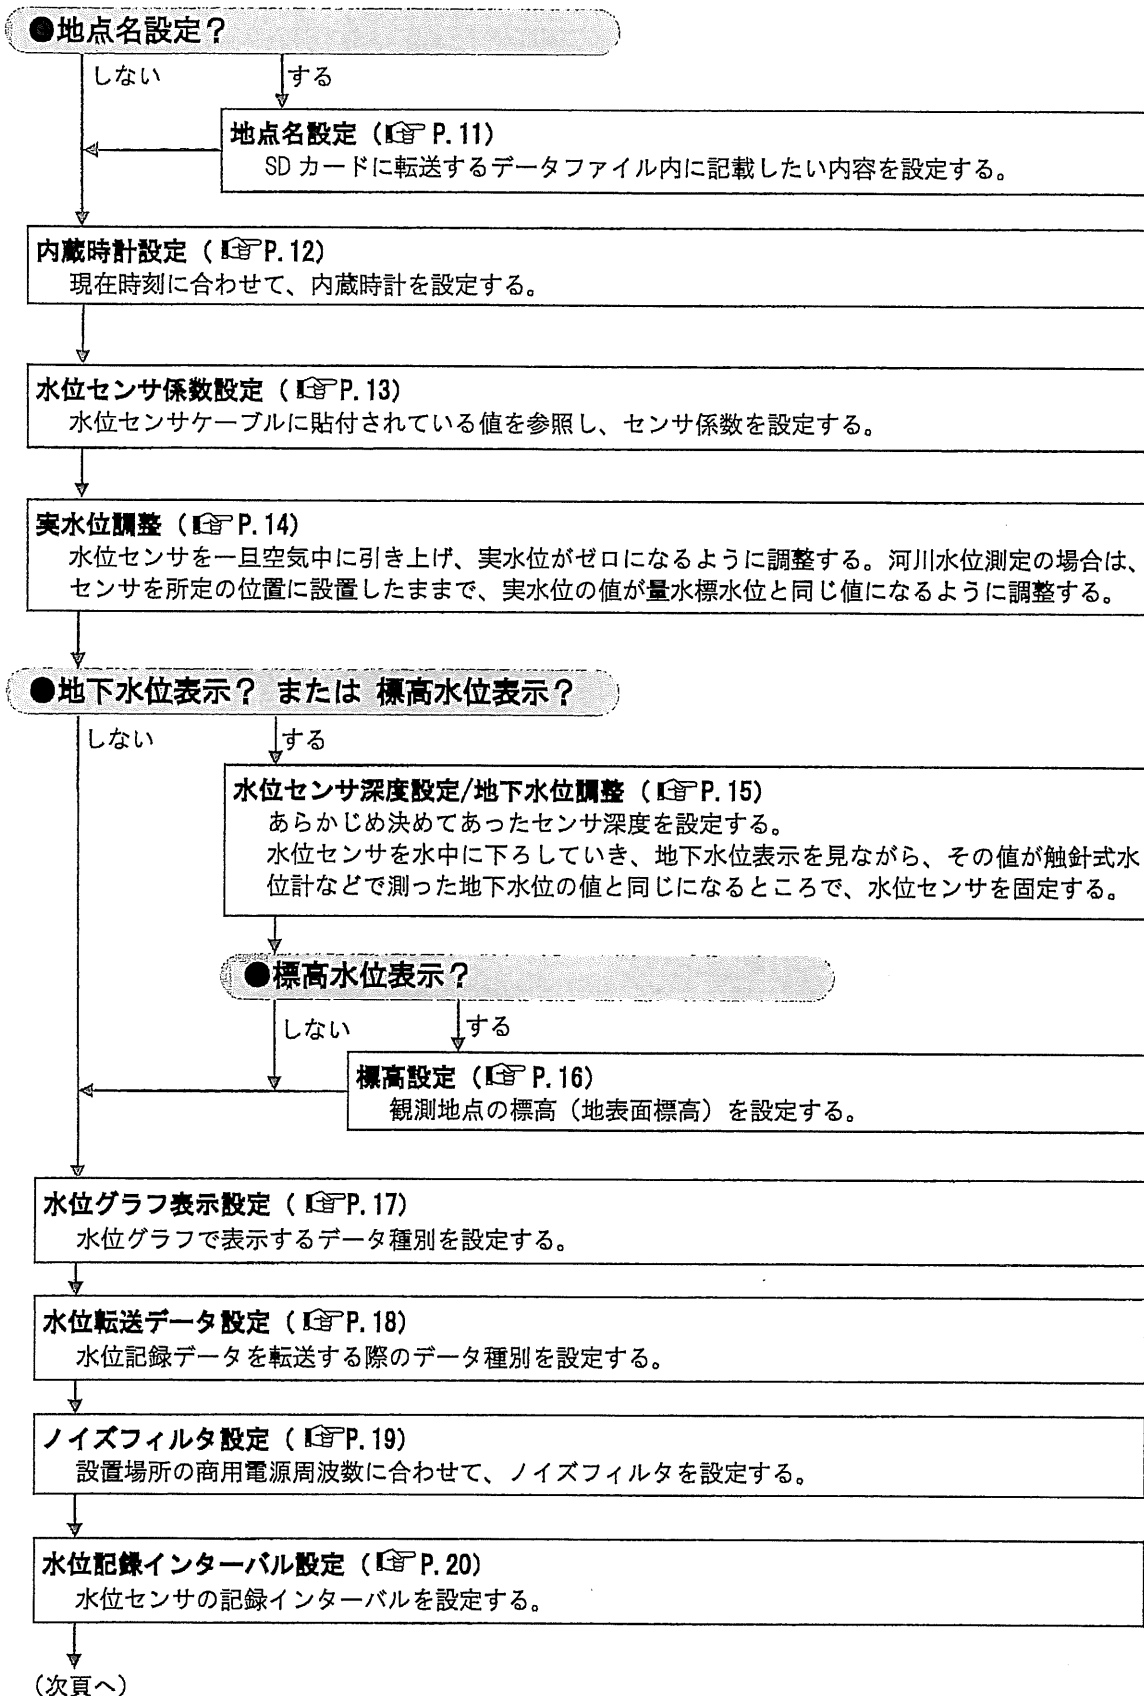 ●地点名設定？
しない
する
地点名設定（☞ P.11）
SD カードに転送するデータファイル内に記載したい内容を設定する。
内蔵時計設定（ ☞P.12）
現在時刻に合わせて、内蔵時計を設定する。
水位センサ係数設定（ ☞P.13）
水位センサケーブルに貼付されている値を参照し、センサ係数を設定する。
実水位調整（ ☞ P.14）
水位センサを一旦空気中に引き上げ、実水位がゼロになるように調整する。河川水位測定の場合は、
センサを所定の位置に設置したままで、実水位の値が量水標水位と同じ値になるように調整する。
●地下水位表示？ または 標高水位表示？
しない
する
水位センサ深度設定/地下水位調整（ ☞P.15）
あらかじめ決めてあったセンサ深度を設定する。
水位センサを水中に下ろしていき、地下水位表示を見ながら、その値が触針式水
位計などで測った地下水位の値と同じになるところで、水位センサを固定する。
●標高水位表示？
しない
する
標高設定（☞ P.16）
観測地点の標高（地表面標高）を設定する。
水位グラフ表示設定（ ☞P.17）
水位グラフで表示するデータ種別を設定する。
水位転送データ設定（ ☞P.18）
水位記録データを転送する際のデータ種別を設定する。
ノイズフィルタ設定（ ☞P.19）
設置場所の商用電源周波数に合わせて、ノイズフィルタを設定する。
水位記録インターバル設定（☞ P.20）
水位センサの記録インターバルを設定する。
（次頁へ）